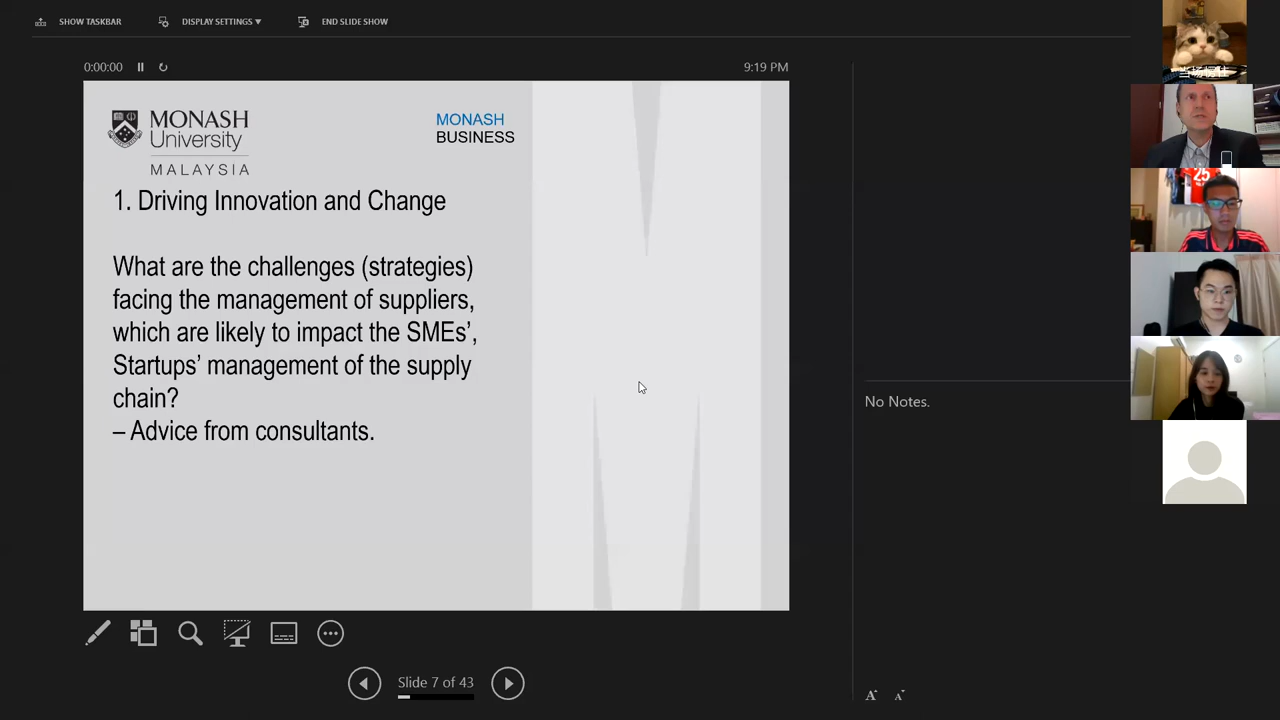 SHOW TASKBAR
DISPLAY SETTINGS
END SLIDE SHOW
0:00:00
9:19 PM
MONASH
University
MALAYSIA
MONASH
BUSINESS
1. Driving Innovation and Change
What are the challenges (strategies)
facing the management of suppliers,
which are likely to impact the SMEs’,
Startups’ management of the supply
chain?
– Advice from consultants.
Slide 7 of 43
No Notes.
A A
25